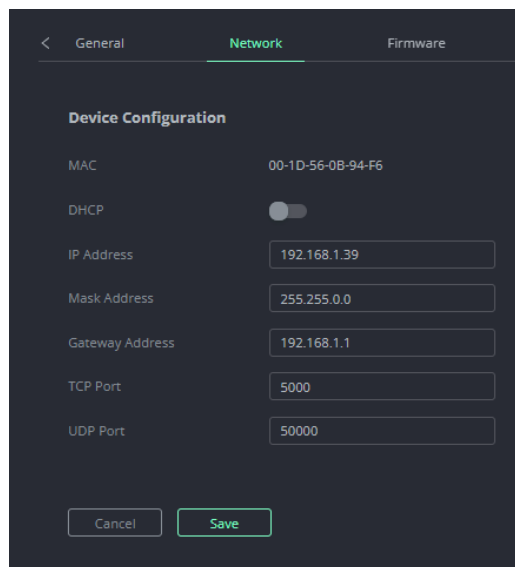 < General Network Firmware
Device Configuration
MAC 00-1D-56-0B-94-F6
DHCP
IP Address 192.168.1.39
Mask Address 255.255.0.0
Gateway Address 192.168.1.1
TCP Port 5000
UDP Port 50000
Cancel Save